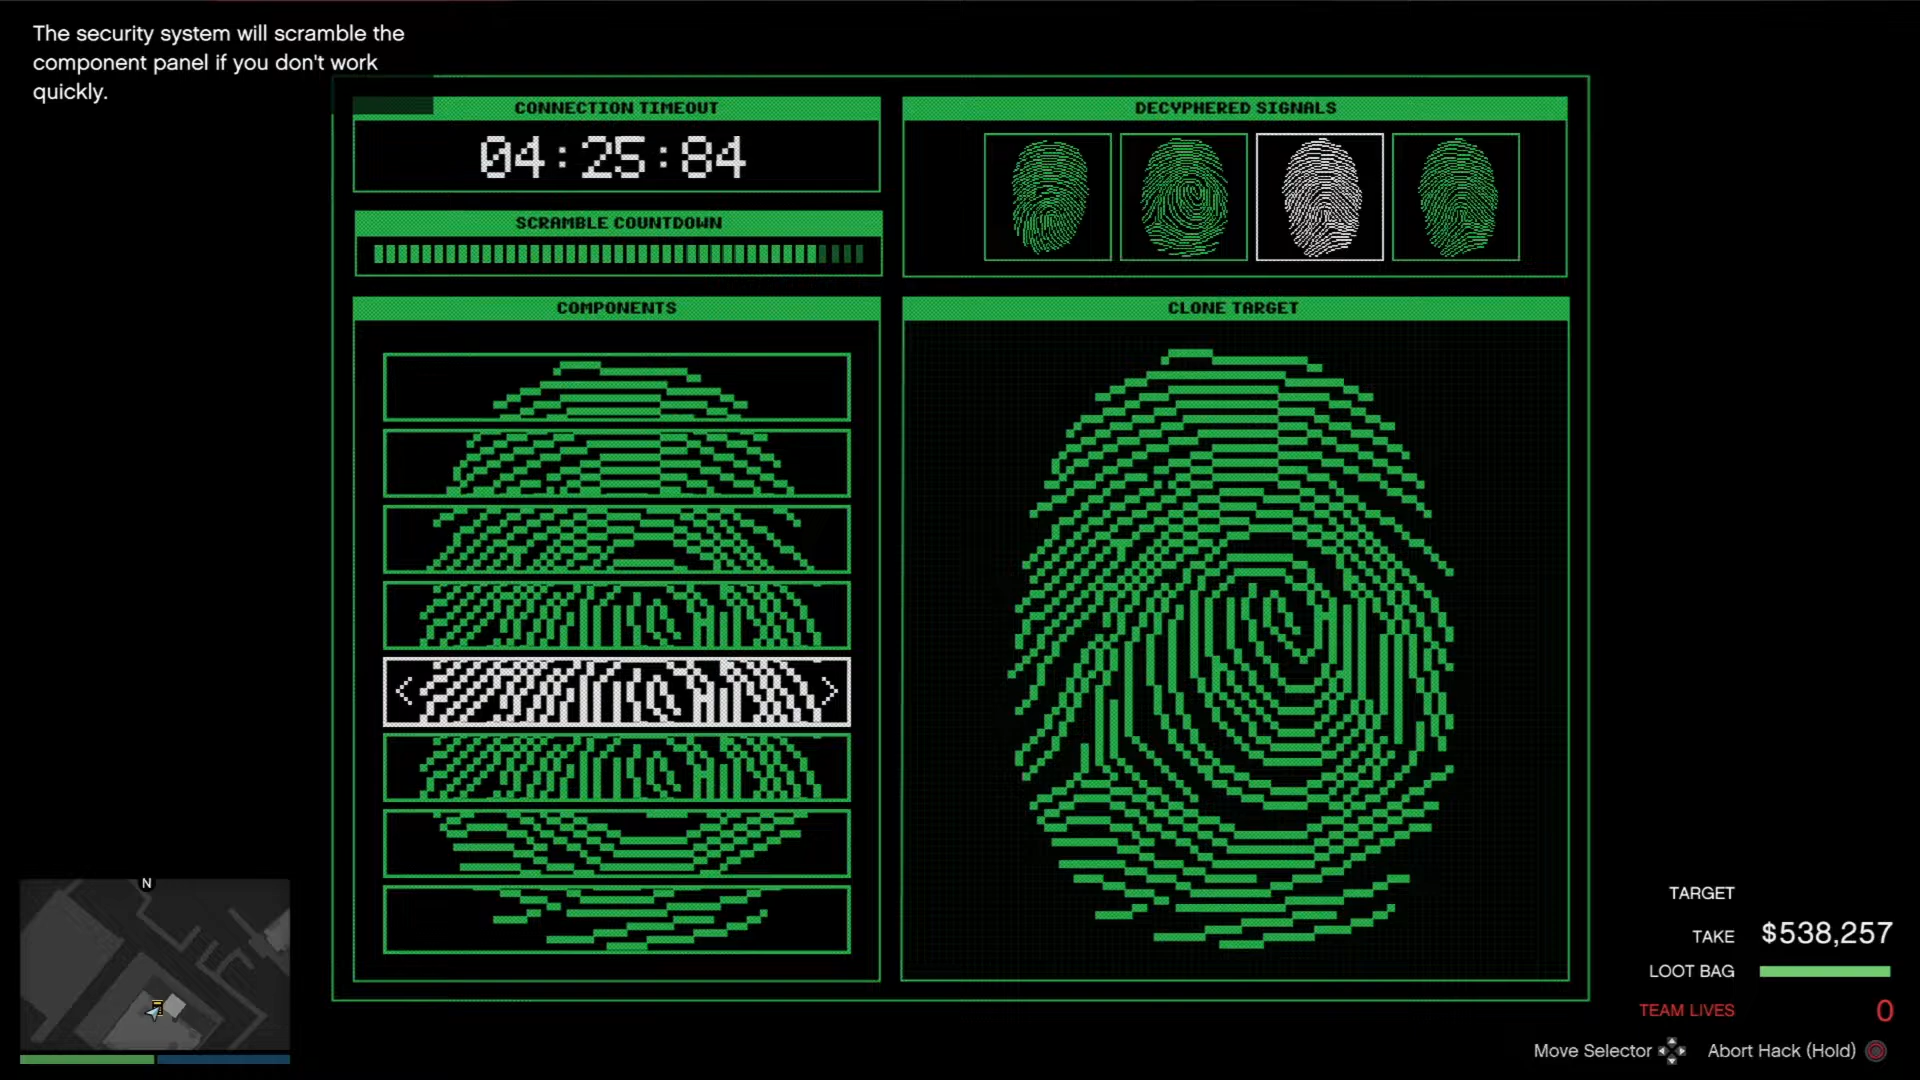 The security system will scramble the
component panel if you don't work
quickly.
CONNECTION TIMEOUT
04:25:84
SCRAMBLE COUNTDOWN
DECYPHERED SIGNALS
COMPONENTS
CLONE TARGET
N
TARGET
TAKE $538,257
LOOT BAG
TEAM LIVES 0
Move Selector Abort Hack (Hold)